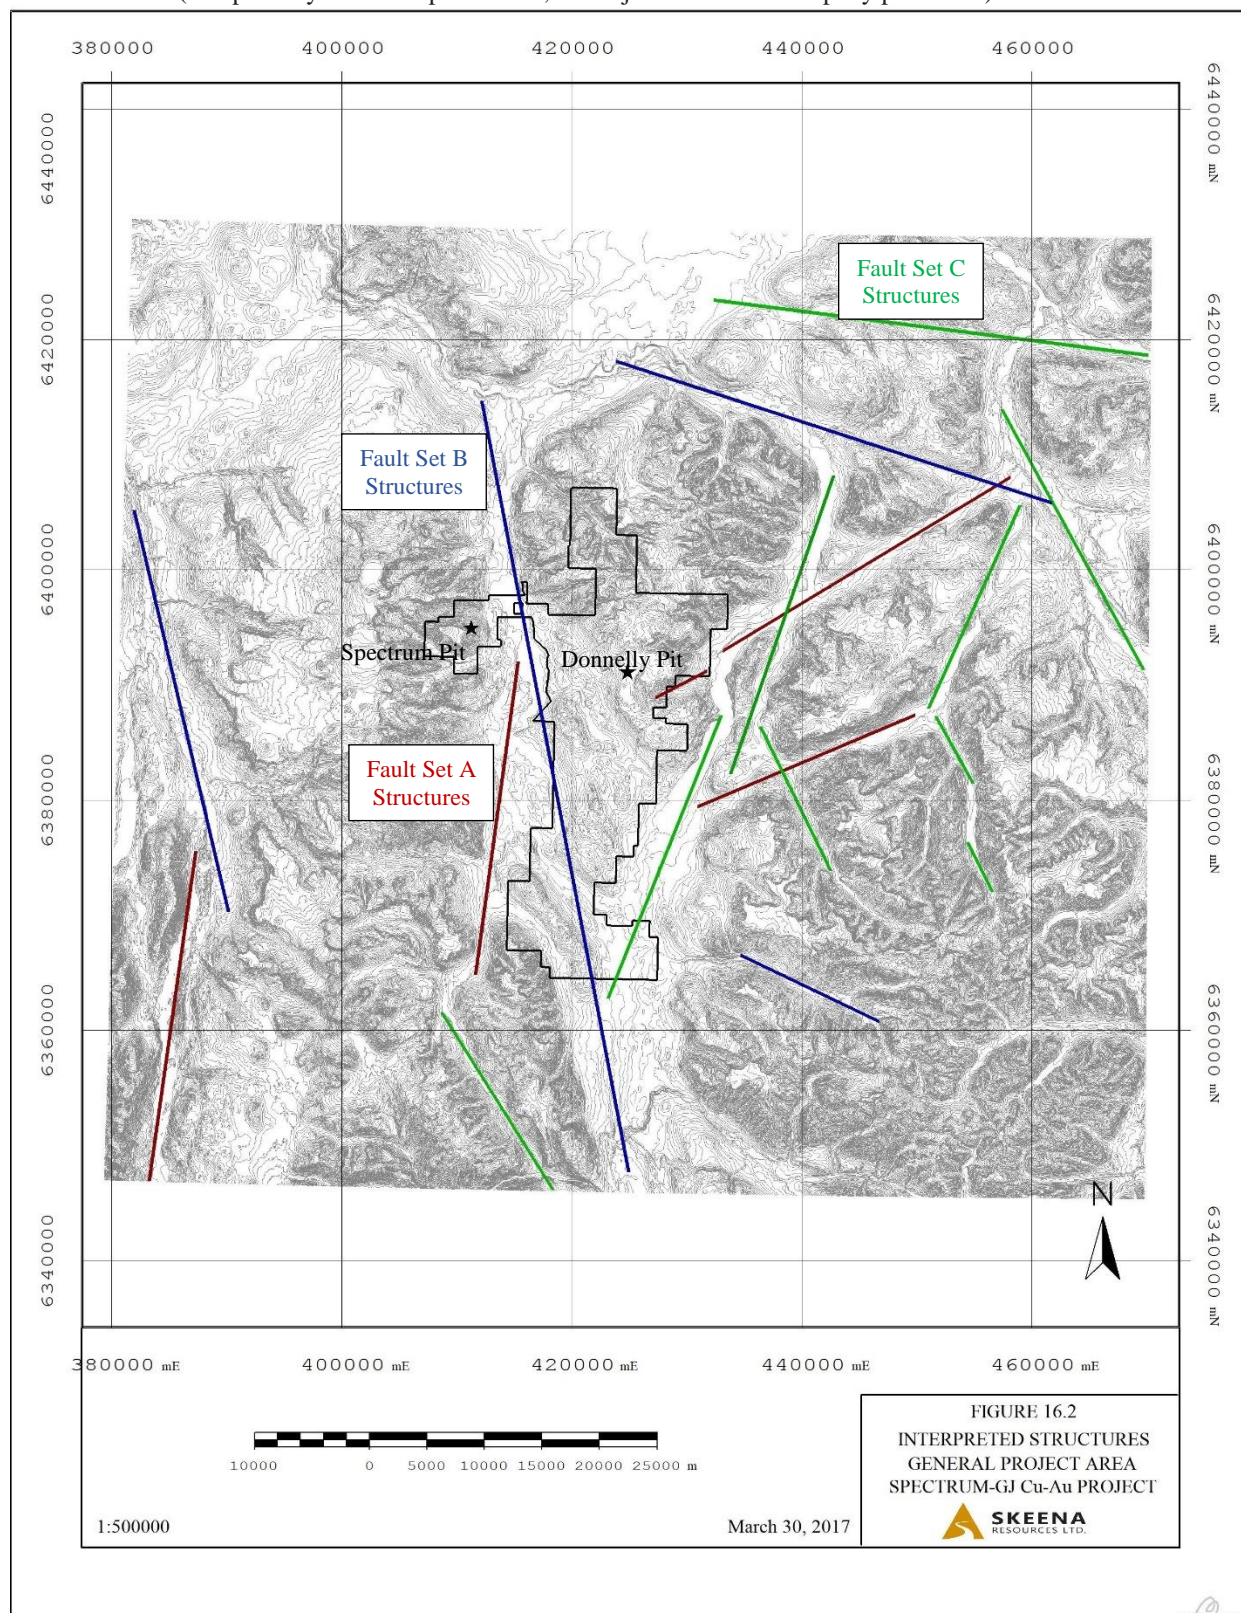 380000 400000 420000 440000 460000
6440000
6440000 mN
Fault Set C
Structures
6420000
6420000 mN
Fault Set B
Structures
6400000
6400000 mN
Spectrum Pit
Donnelly Pit
Fault Set A
Structures
6380000
6380000 mN
6360000
6360000 mN
N
6340000
6340000 mN
380000 mE 400000 mE 420000 mE 440000 mE 460000 mE
10000 0 5000 10000 15000 20000 25000 m
1:500000
March 30, 2017
FIGURE 16.2
INTERPRETED STRUCTURES
GENERAL PROJECT AREA
SPECTRUM-GJ Cu-Au PROJECT
SKEENA
RESOURCES LTD.